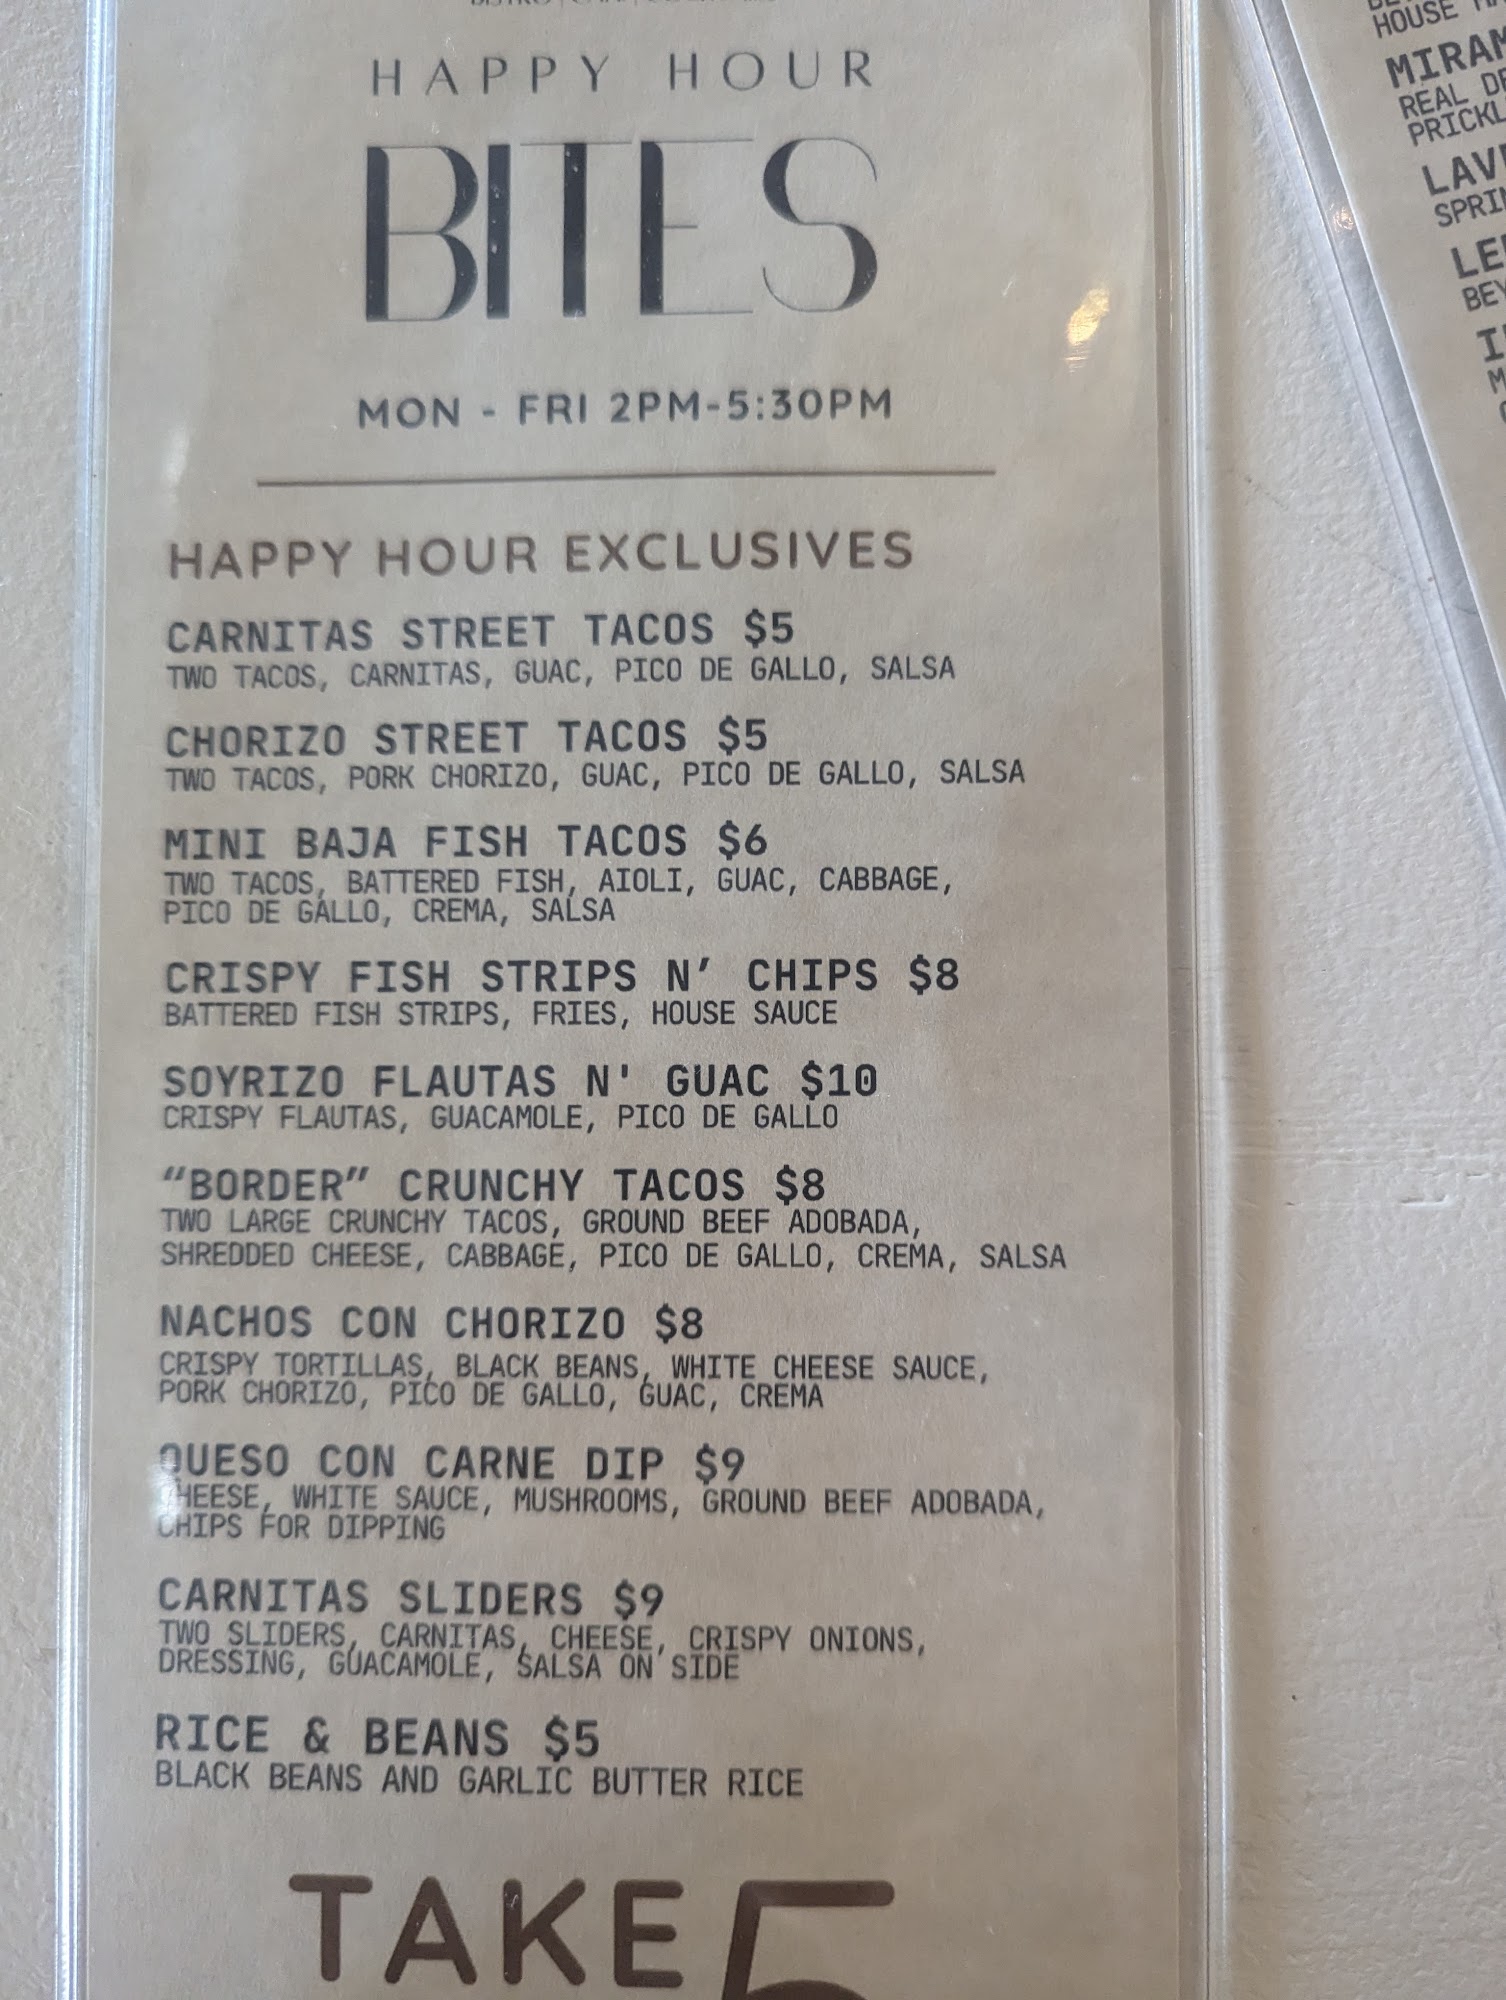 HAPPY HOUR
BITES
MON - FRI 2PM-5:30PM
HAPPY HOUR EXCLUSIVES
CARNITAS STREET TACOS $5
TWO TACOS, CARNITAS, GUAC, PICO DE GALLO, SALSA
CHORIZO STREET TACOS $5
TWO TACOS, PORK CHORIZO, GUAC, PICO DE GALLO, SALSA
MINI BAJA FISH TACOS $6
TWO TACOS, BATTERED FISH, AIOLI, GUAC, CABBAGE,
PICO DE GALLO, CREMA, SALSA
CRISPY FISH STRIPS N’ CHIPS $8
BATTERED FISH STRIPS, FRIES, HOUSE SAUCE
SOYRIZO FLAUTAS N' GUAC $10
CRISPY FLAUTAS, GUACAMOLE, PICO DE GALLO
“BORDER” CRUNCHY TACOS $8
TWO LARGE CRUNCHY TACOS, GROUND BEEF ADOBADA,
SHREDDED CHEESE, CABBAGE, PICO DE GALLO, CREMA, SALSA
NACHOS CON CHORIZO $8
CRISPY TORTILLAS, BLACK BEANS, WHITE CHEESE SAUCE,
PORK CHORIZO, PICO DE GALLO, GUAC, CREMA
QUESO CON CARNE DIP $9
CHEESE, WHITE SAUCE, MUSHROOMS, GROUND BEEF ADOBADA,
CHIPS FOR DIPPING
CARNITAS SLIDERS $9
TWO SLIDERS, CARNITAS, CHEESE, CRISPY ONIONS,
DRESSING, GUACAMOLE, SALSA ON SIDE
RICE & BEANS $5
BLACK BEANS AND GARLIC BUTTER RICE
TAKE 5
HOUSE
REAL